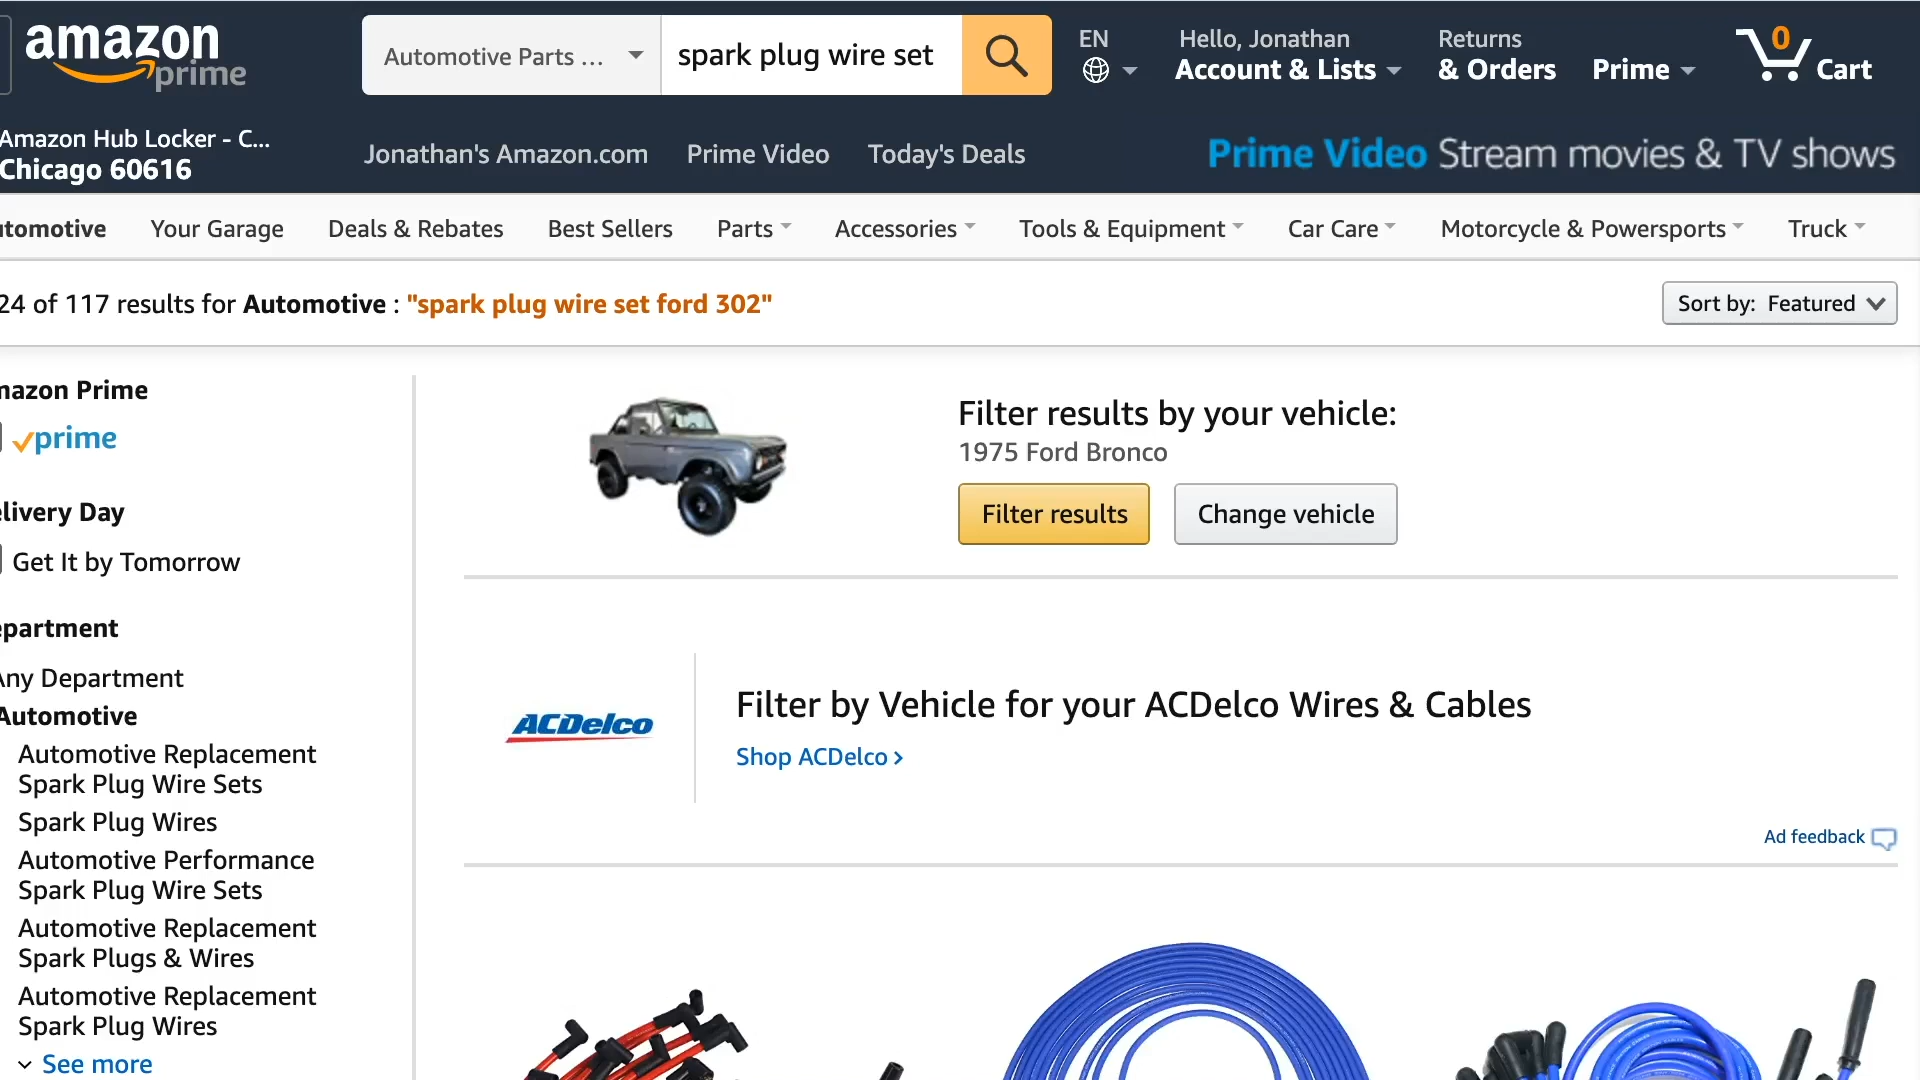 amazon
prime
Automotive Parts ...
spark plug wire set
EN
Hello, Jonathan
Account & Lists
Returns
& Orders
Prime
0
Cart
Amazon Hub Locker - C...
Chicago 60616
Jonathan's Amazon.com
Prime Video
Today's Deals
Prime Video Stream movies & TV shows
utomotive
Your Garage
Deals & Rebates
Best Sellers
Parts
Accessories
Tools & Equipment
Car Care
Motorcycle & Powersports
Truck
24 of 117 results for Automotive : "spark plug wire set ford 302"
Sort by: Featured
mazon Prime
prime
elivery Day
Get It by Tomorrow
epartment
Any Department
Automotive
Automotive Replacement
Spark Plug Wire Sets
Spark Plug Wires
Automotive Performance
Spark Plug Wire Sets
Automotive Replacement
Spark Plugs & Wires
Automotive Replacement
Spark Plug Wires
See more
Filter results by your vehicle:
1975 Ford Bronco
Filter results
Change vehicle
ACDelco
Filter by Vehicle for your ACDelco Wires & Cables
Shop ACDelco ›
Ad feedback